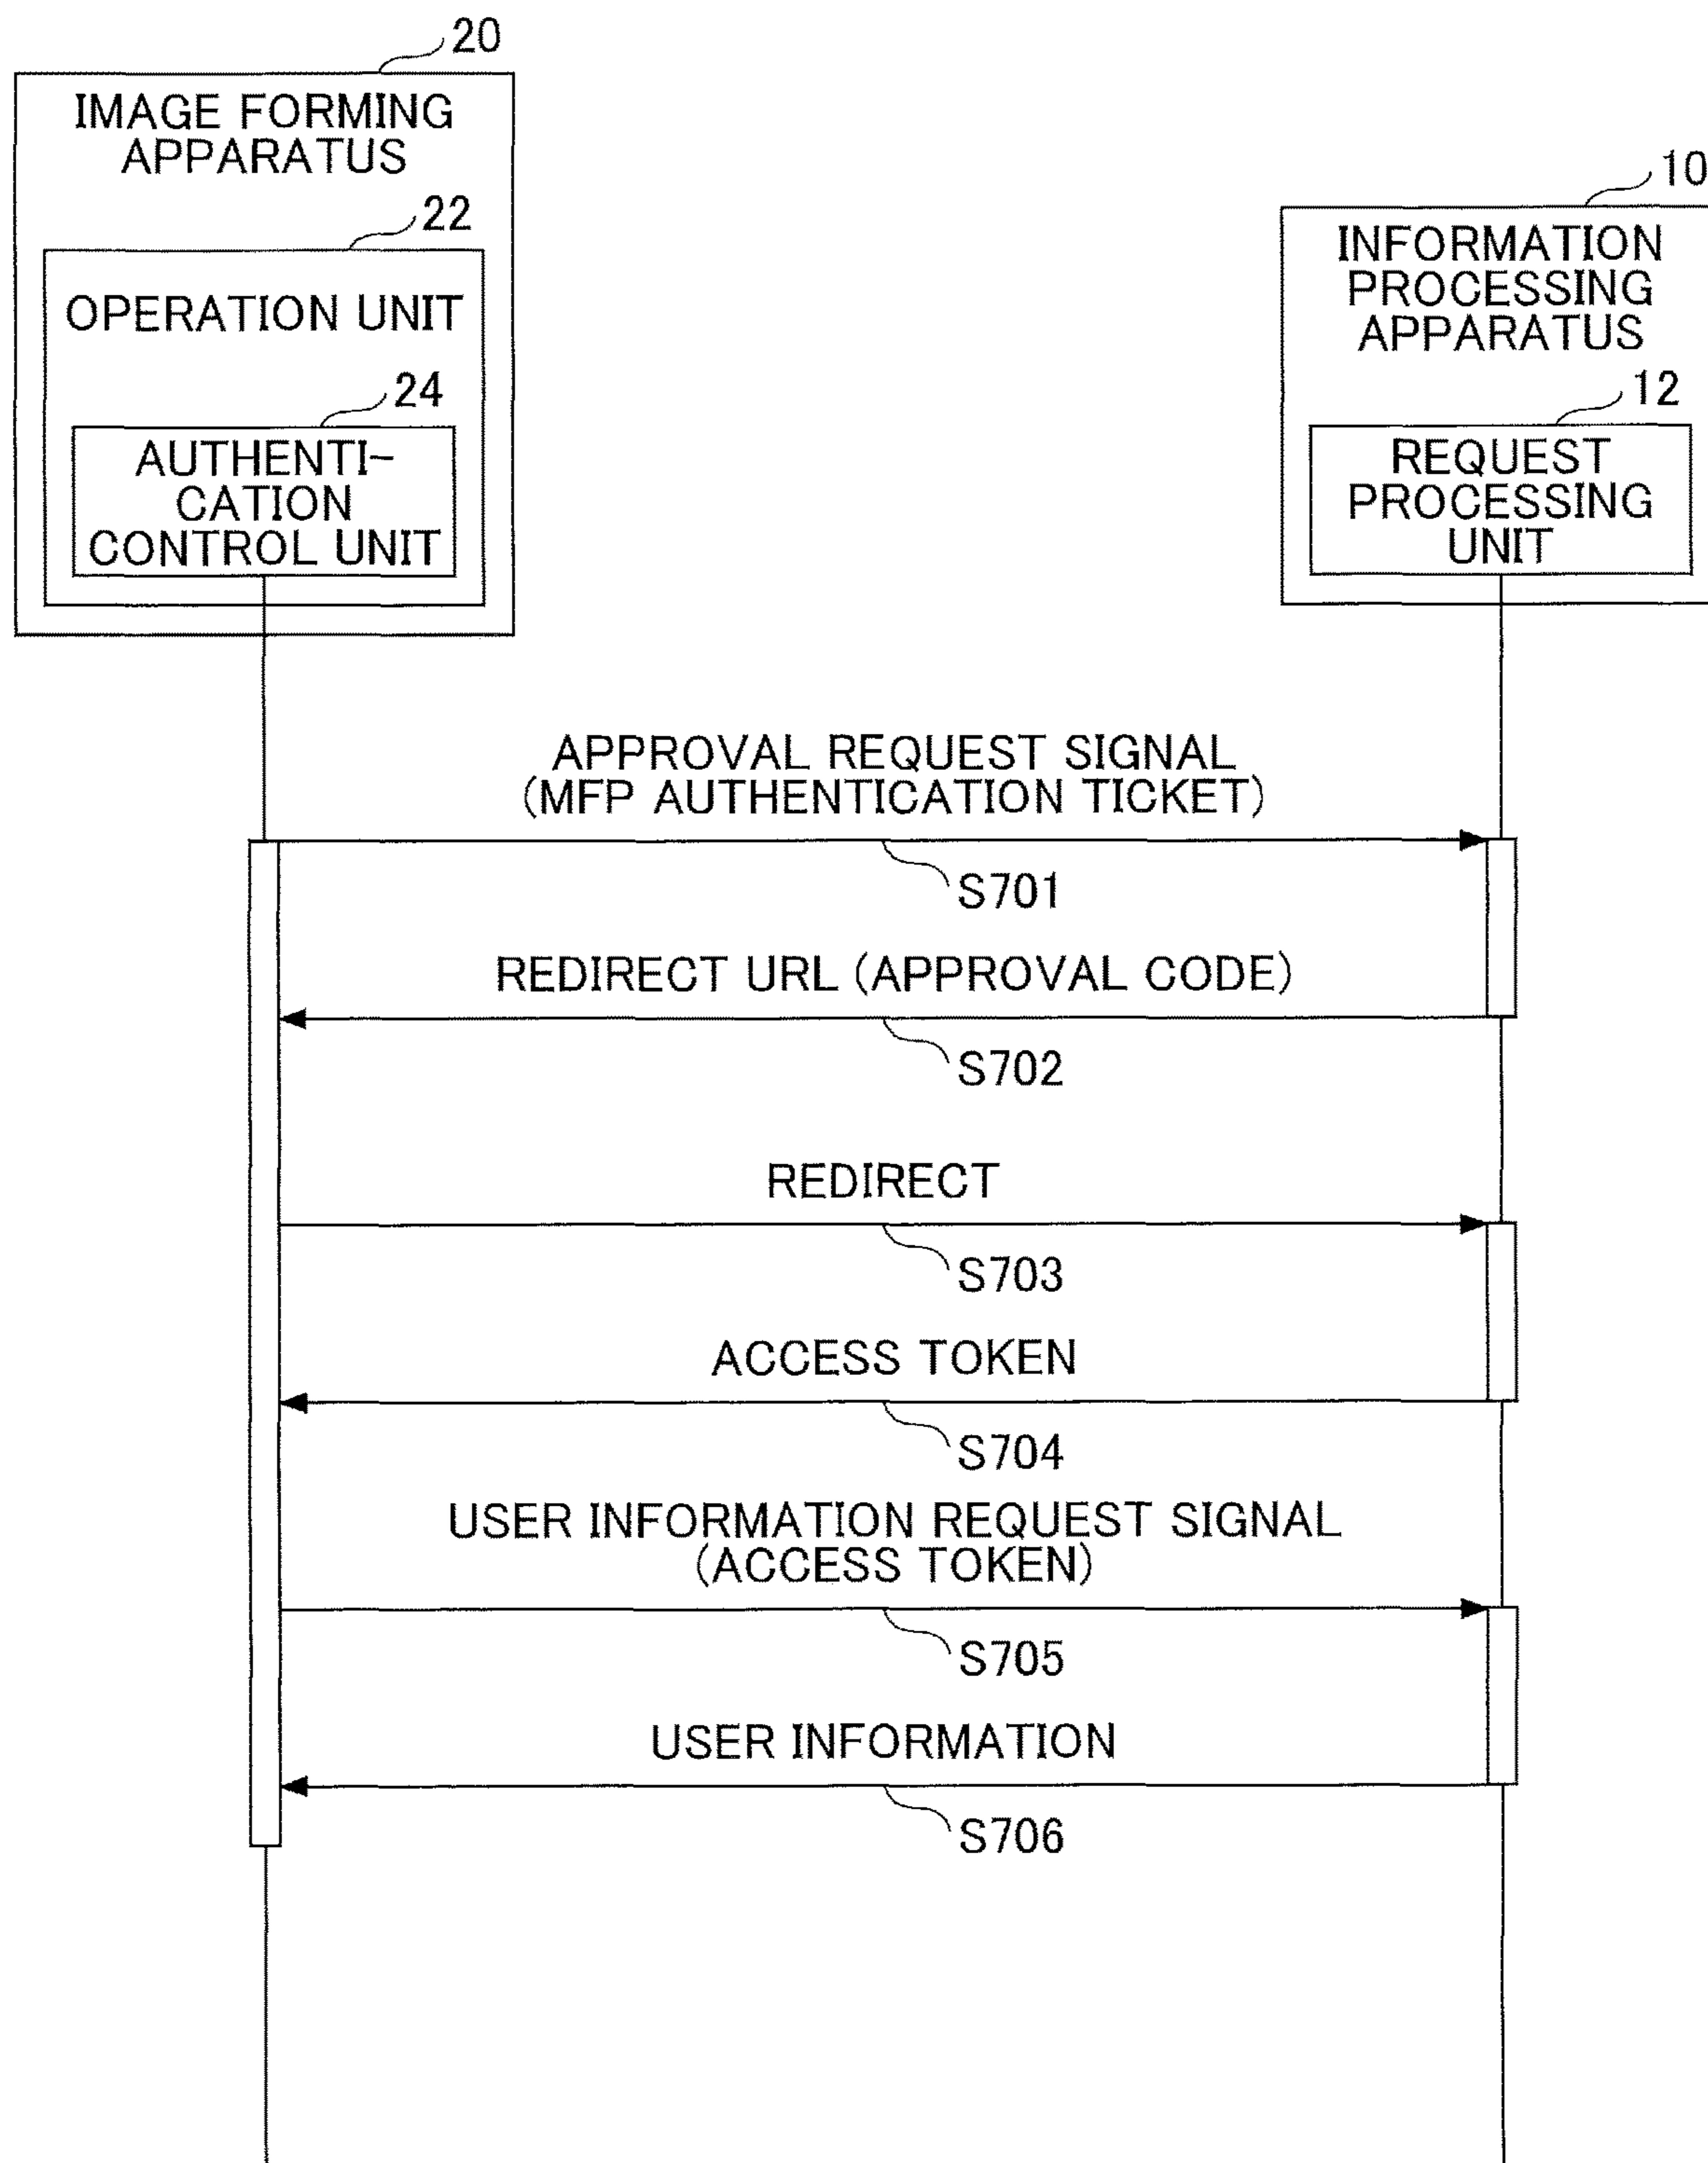 20
IMAGE FORMING
APPARATUS
22
OPERATION UNIT
24
AUTHENTI-
CATION
CONTROL UNIT
10
INFORMATION
PROCESSING
APPARATUS
12
REQUEST
PROCESSING
UNIT
APPROVAL REQUEST SIGNAL
(MFP AUTHENTICATION TICKET)
S701
REDIRECT URL (APPROVAL CODE)
S702
REDIRECT
S703
ACCESS TOKEN
S704
USER INFORMATION REQUEST SIGNAL
(ACCESS TOKEN)
S705
USER INFORMATION
S706